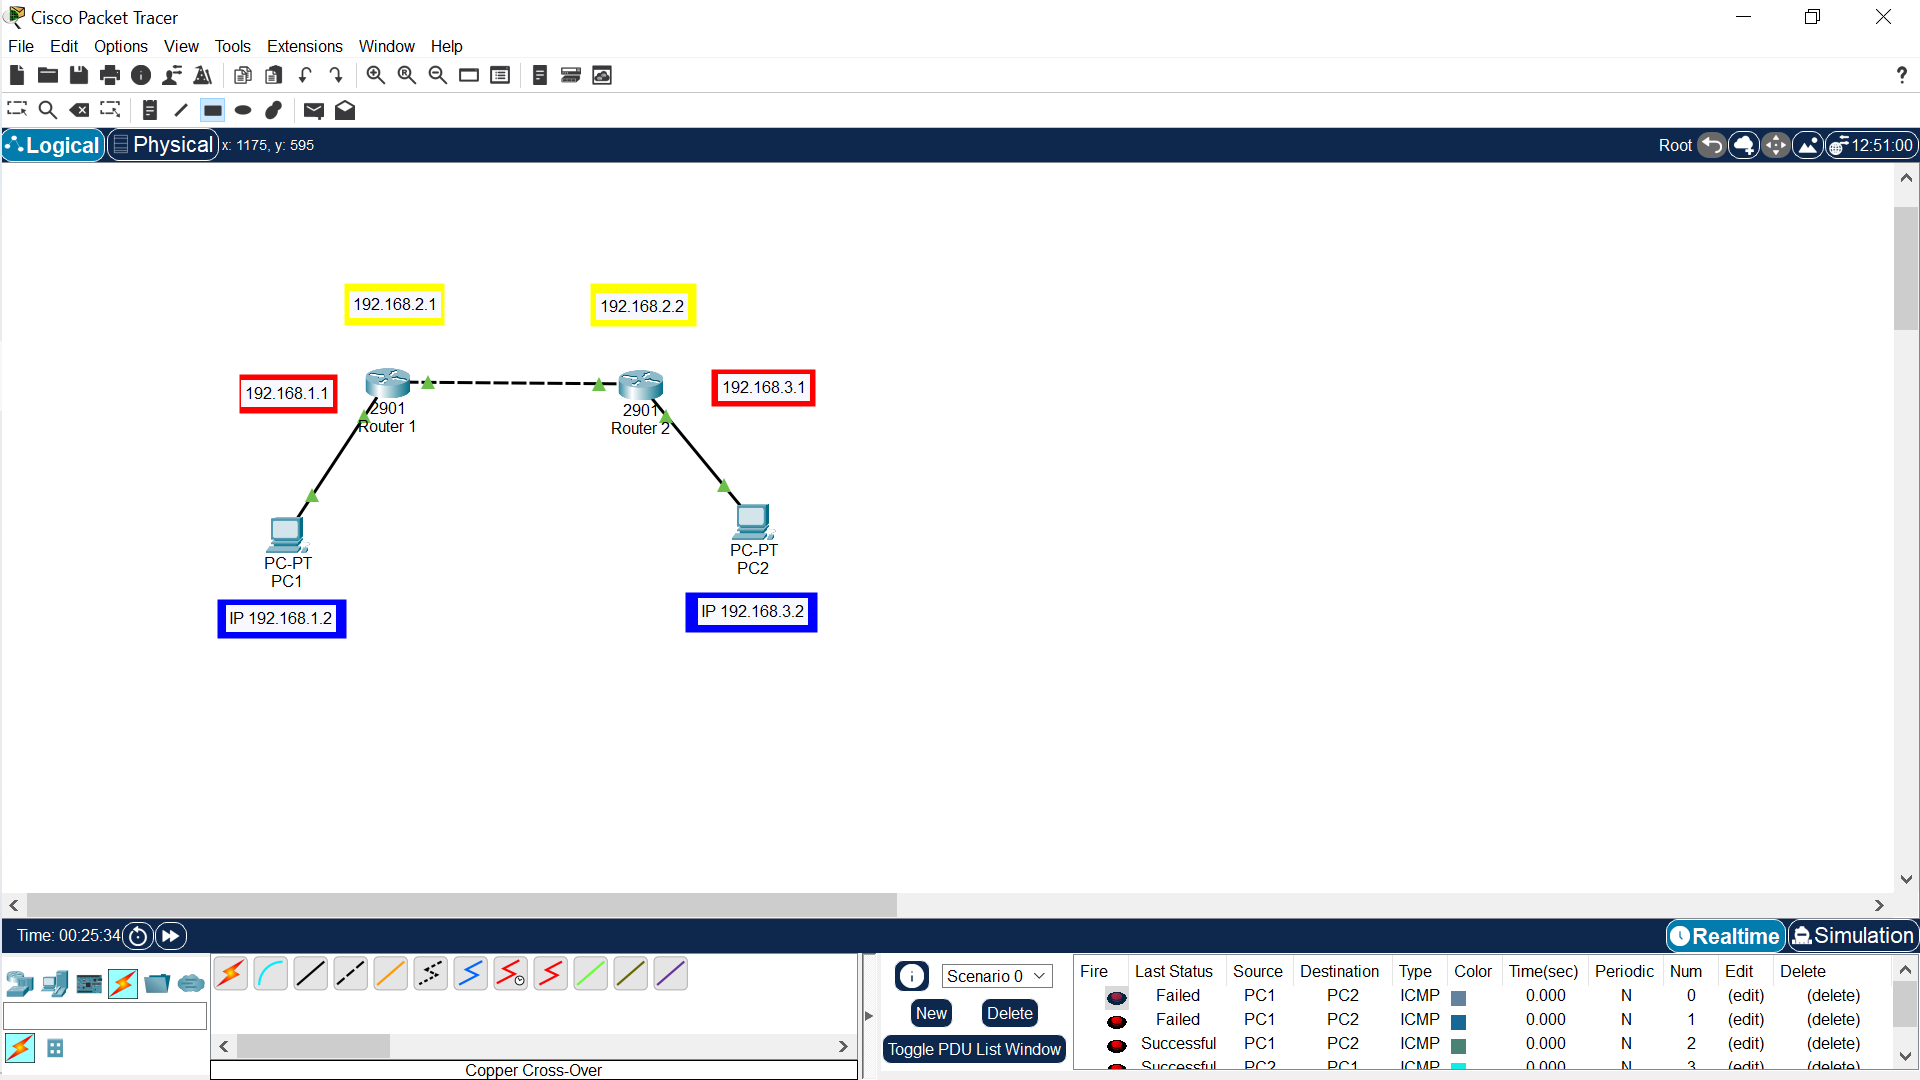 Cisco Packet Tracer
File Edit Options View Tools Extensions Window Help
?
Logical Physical x: 1175, y: 595 Root 12:51:00
192.168.2.1 192.168.2.2
192.168.1.1 192.168.3.1
2901 2901
Router 1 Router 2
PC-PT PC-PT
PC1 PC2
IP 192.168.1.2 IP 192.168.3.2
Time: 00:25:34 Realtime Simulation
Scenario 0
New Delete
Toggle PDU List Window
Copper Cross-Over
Fire Last Status Source Destination Type Color Time(sec) Periodic Num Edit Delete
Failed PC1 PC2 ICMP 0.000 N 0 (edit) (delete)
Failed PC1 PC2 ICMP 0.000 N 1 (edit) (delete)
Successful PC1 PC2 ICMP 0.000 N 2 (edit) (delete)
Successful PC2 PC1 ICMP 0.000 N 3 (edit) (delete)